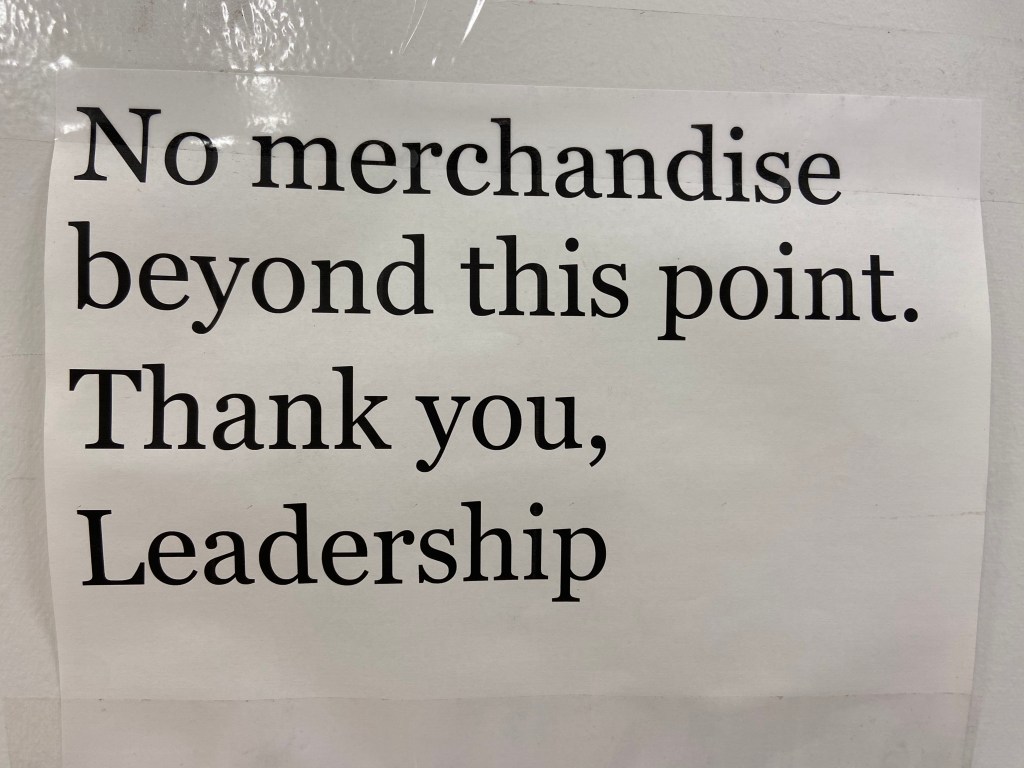 No merchandise
beyond this point.
Thank you,
Leadership